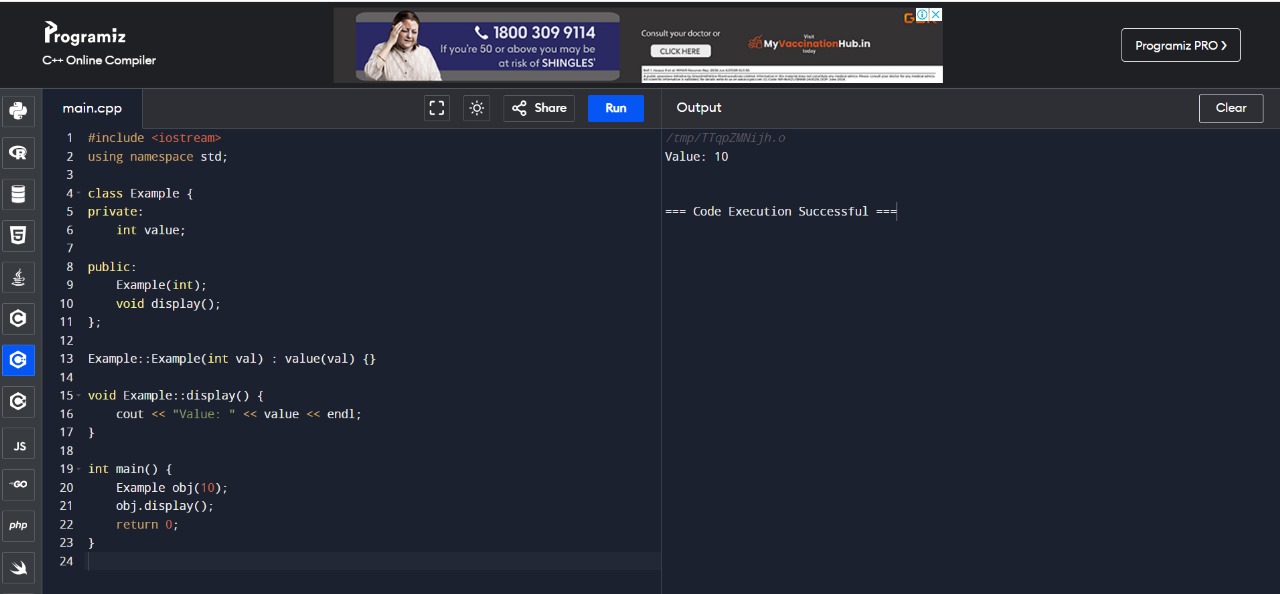 Programiz
C++ Online Compiler
1800 309 9114
If you're 50 or above you may be
at risk of SHINGLES*
Consult your doctor or
CLICK HERE
Visit
MyVaccinationHub.in
today
Programiz PRO >
main.cpp
Share
Run
Output
Clear
1 #include <iostream>
2 using namespace std;
3
4 class Example {
5 private:
6     int value;
7
8 public:
9     Example(int);
10     void display();
11 };
12
13 Example::Example(int val) : value(val) {}
14
15 void Example::display() {
16     cout << "Value: " << value << endl;
17 }
18
19 int main() {
20     Example obj(10);
21     obj.display();
22     return 0;
23 }
24
/tmp/TTqpZMNijh.o
Value: 10
=== Code Execution Successful ===
JS
GO
php